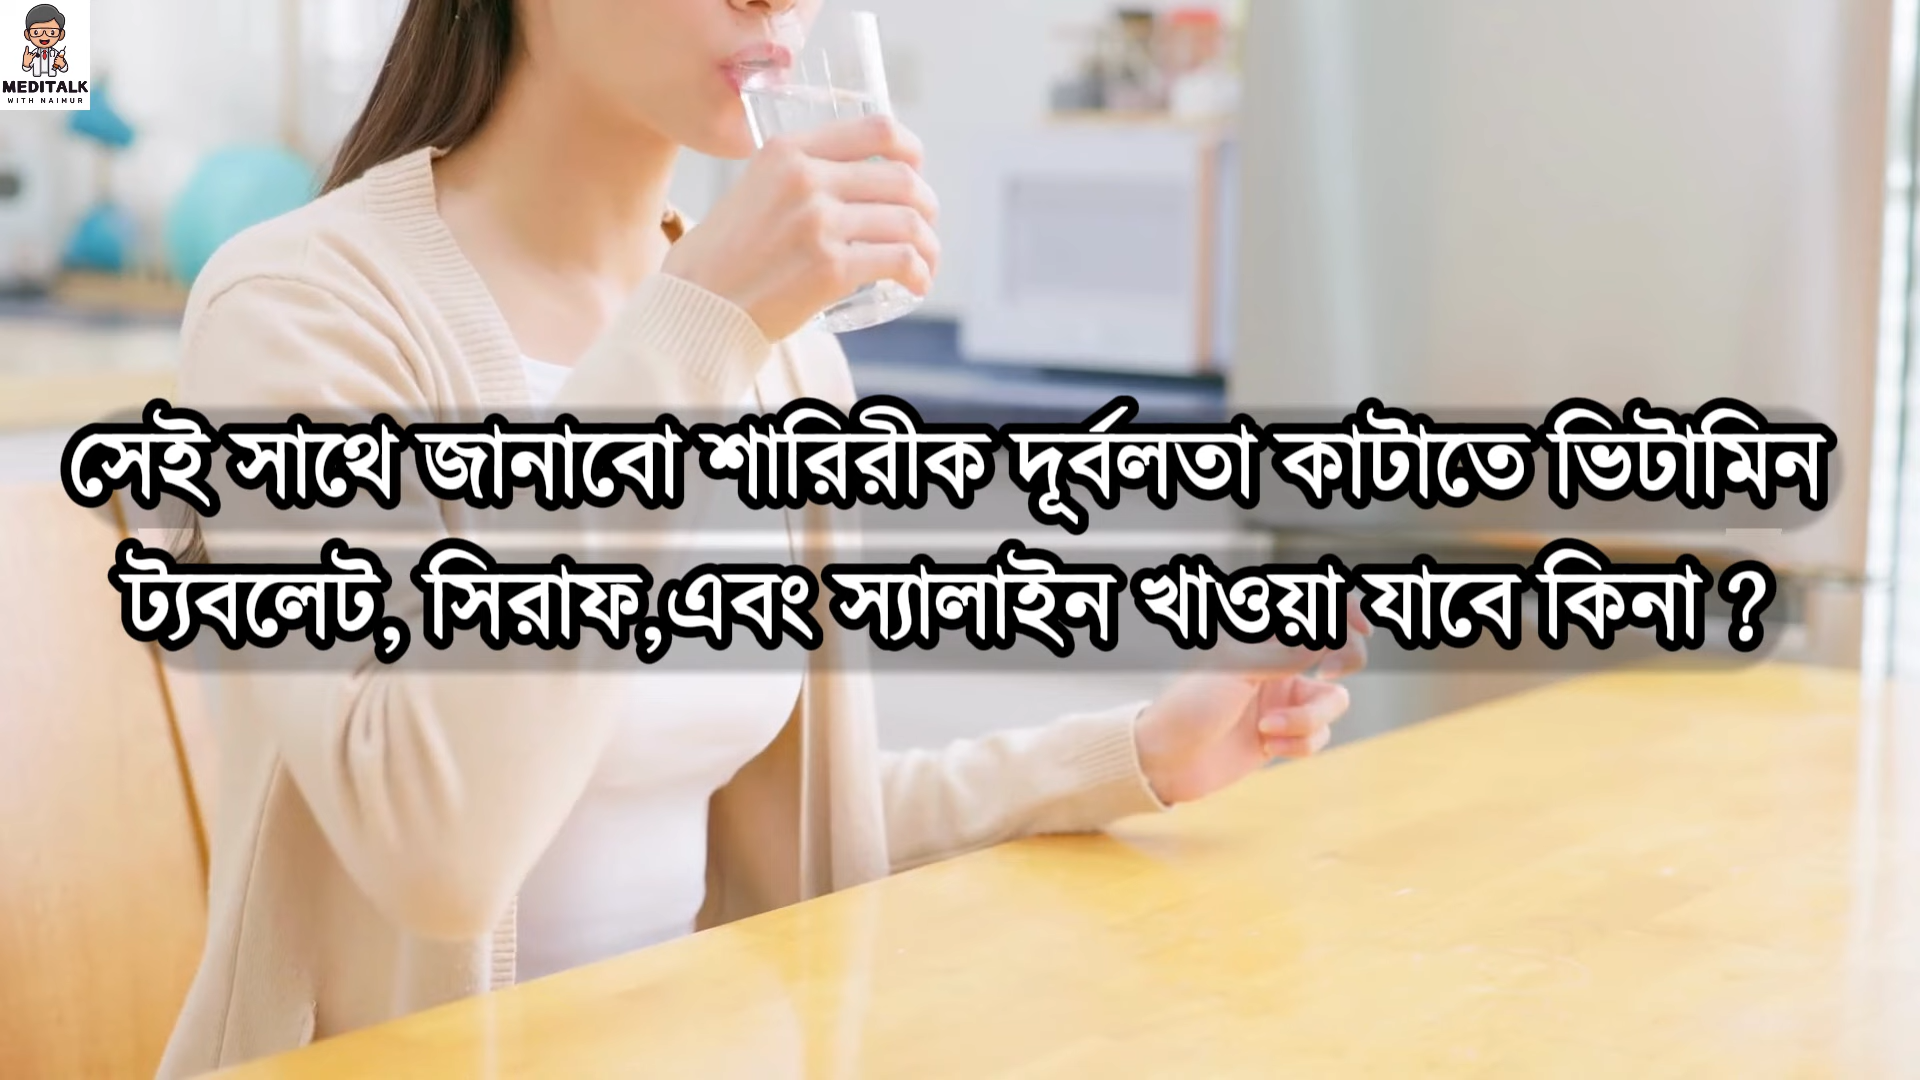 MEDITALK
WITH NAIMUR
সেই সাথে জানাবো শারিরীক দূর্বলতা কাটাতে ভিটামিন
ট্যবলেট, সিরাফ,এবং স্যালাইন খাওয়া যাবে কিনা ?